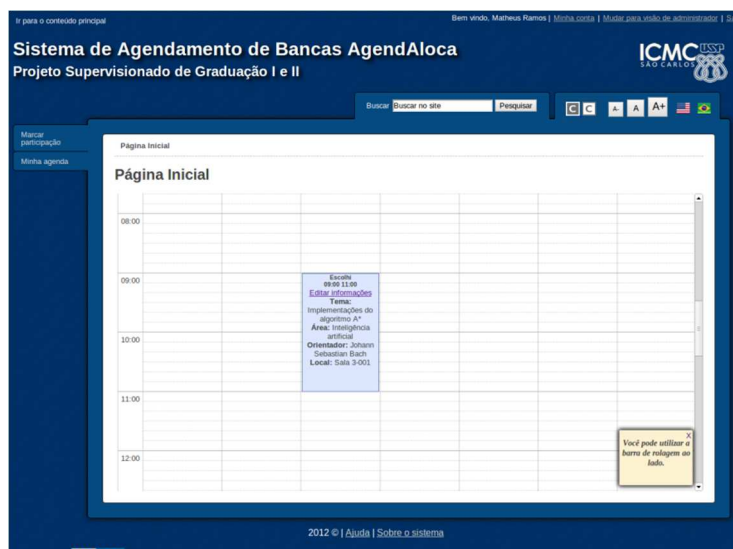 Ir para o conteúdo principal
Bem vindo, Matheus Ramos | Minha conta | Mudar para visão de administrador | S
Sistema de Agendamento de Bancas AgendAloca
Projeto Supervisionado de Graduação I e II
ICMC USP
SÃO CARLOS
Buscar Buscar no site Pesquisar
C C A- A A+
Marcar
participação
Minha agenda
Página Inicial
Página Inicial
08:00
09:00
Escolhi
09:00 11:00
Editar informações
Tema:
Implementações do
algoritmo A*
Área: Inteligência
artificial
Orientador: Johann
Sebastian Bach
Local: Sala 3-001
10:00
11:00
12:00
X
Você pode utilizar a
barra de rolagem ao
lado.
2012 © | Ajuda | Sobre o sistema